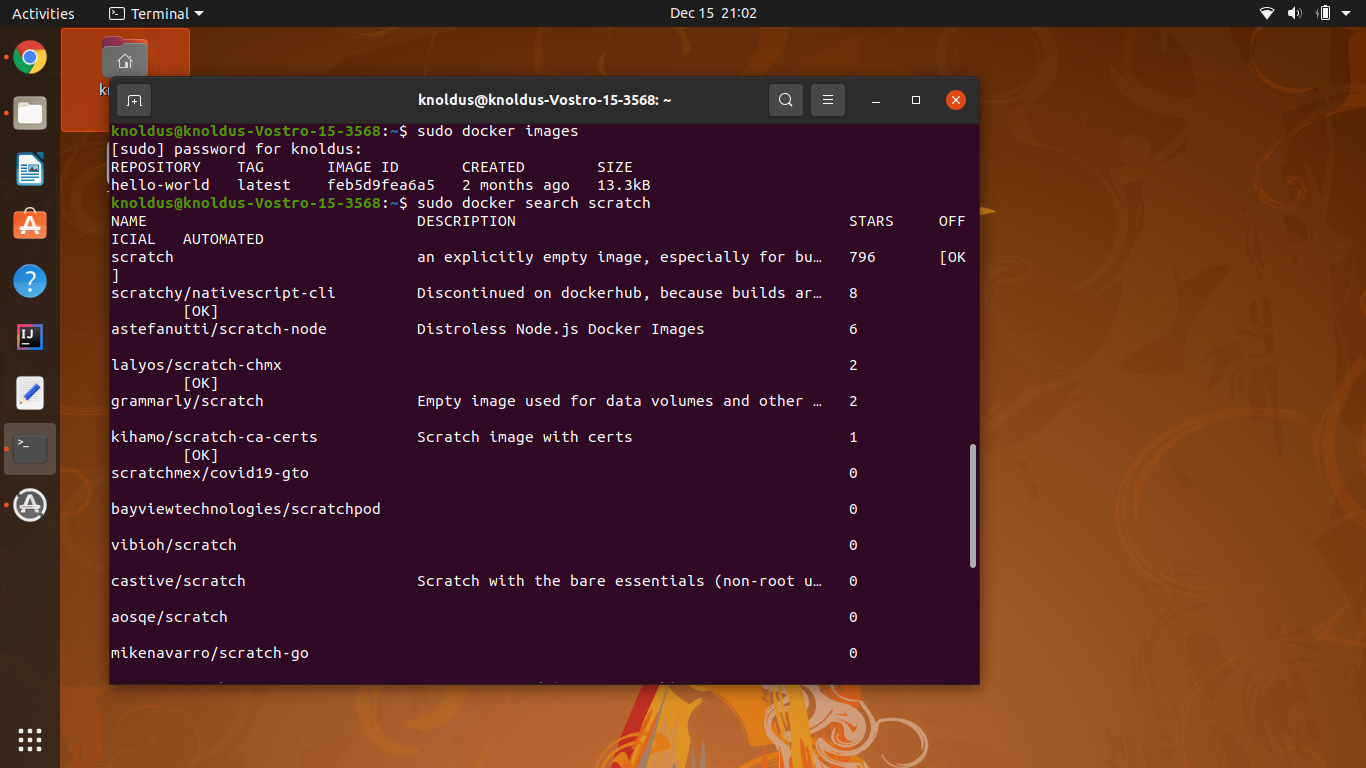 Activities Terminal Dec 15 21:02
kn
knoldus@knoldus-Vostro-15-3568: ~
knoldus@knoldus-Vostro-15-3568:~$ sudo docker images
[sudo] password for knoldus:
REPOSITORY TAG IMAGE ID CREATED SIZE
hello-world latest feb5d9fea6a5 2 months ago 13.3kB
knoldus@knoldus-Vostro-15-3568:~$ sudo docker search scratch
NAME DESCRIPTION STARS OFF
ICIAL AUTOMATED
scratch an explicitly empty image, especially for bu… 796 [OK
]
scratchy/nativescript-cli Discontinued on dockerhub, because builds ar… 8
[OK]
astefanutti/scratch-node Distroless Node.js Docker Images 6
lalyos/scratch-chmx 2
[OK]
grammarly/scratch Empty image used for data volumes and other … 2
kihamo/scratch-ca-certs Scratch image with certs 1
[OK]
scratchmex/covid19-gto 0
bayviewtechnologies/scratchpod 0
vibioh/scratch 0
castive/scratch Scratch with the bare essentials (non-root u… 0
aosqe/scratch 0
mikenavarro/scratch-go 0
IJ